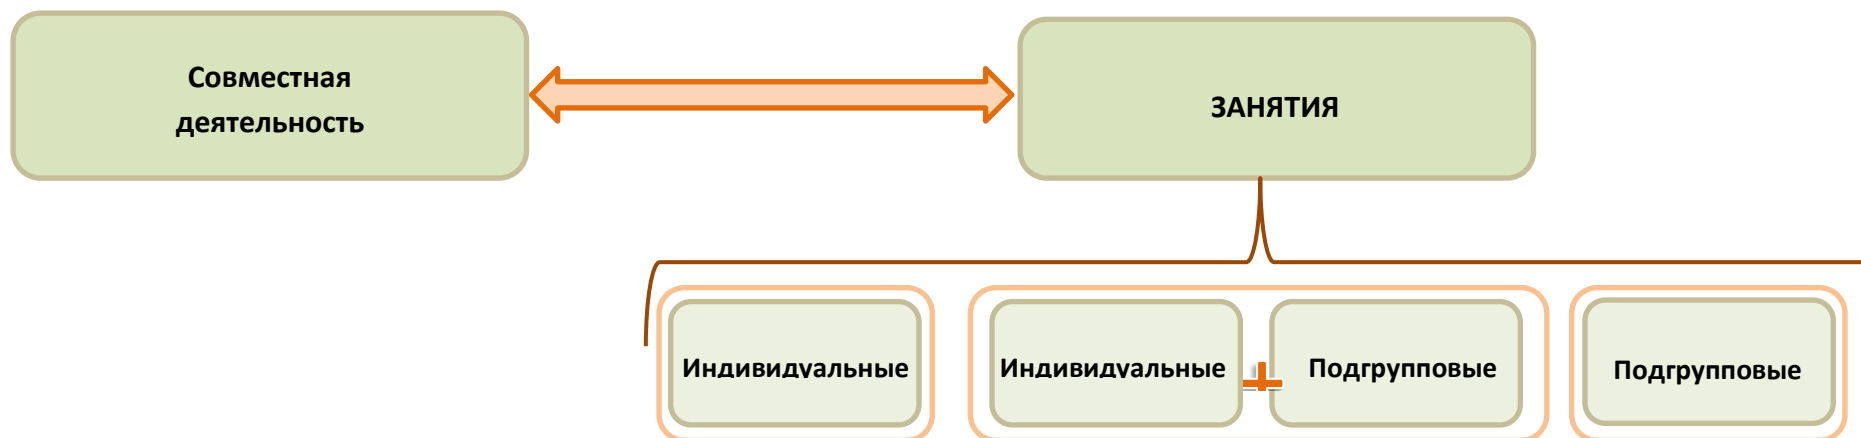 Совместная
деятельность
ЗАНЯТИЯ
Индивидуальные
Индивидуальные
+
Подгрупповые
Подгрупповые